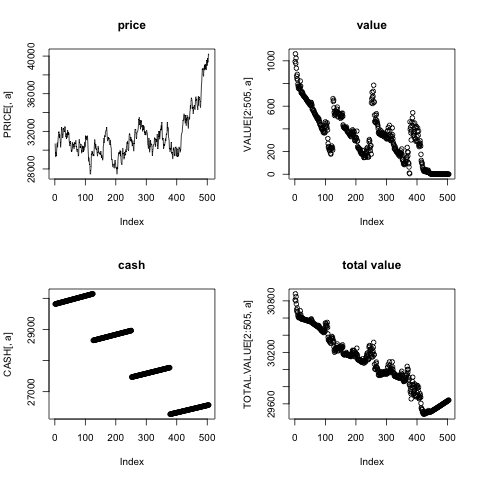 price
PRICE[, a]
28000 32000 36000 40000
0 100 200 300 400 500
Index
value
VALUE[2:505, a]
0 200 600 1000
0 100 200 300 400 500
Index
cash
CASH[, a]
27000 29000
0 100 200 300 400 500
Index
total value
TOTAL.VALUE[2:505, a]
29600 30200 30800
0 100 200 300 400 500
Index